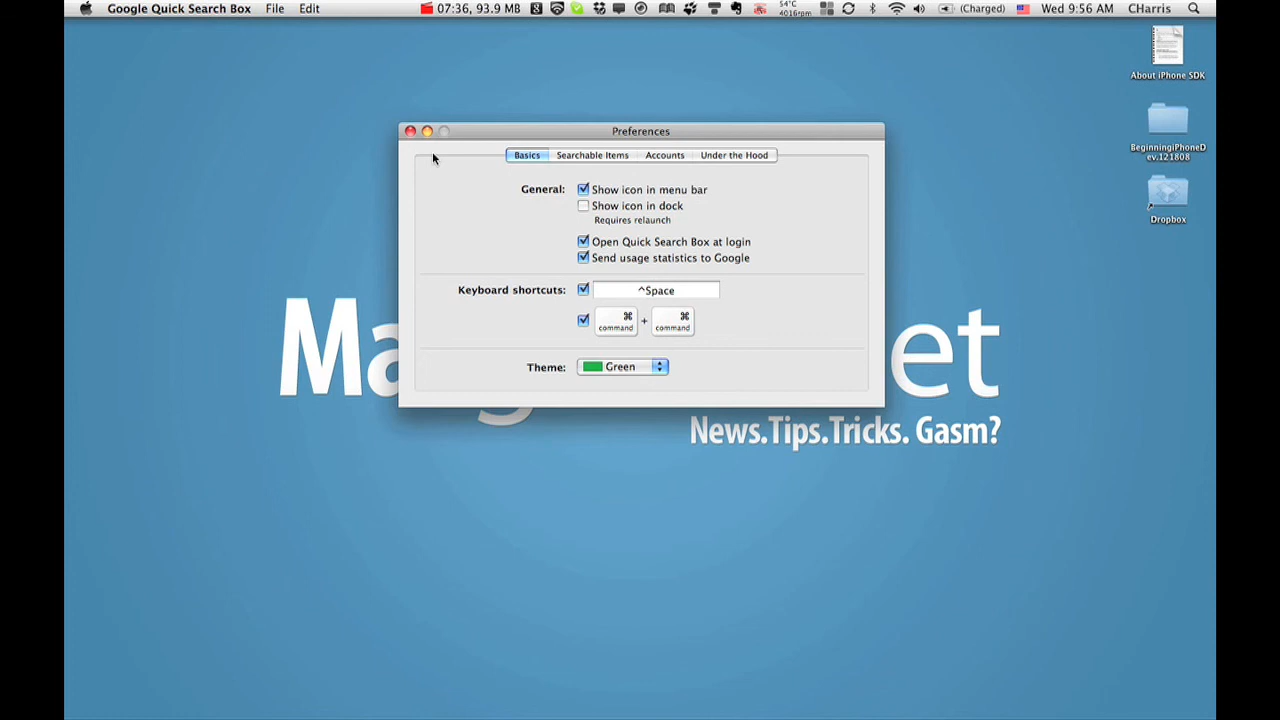 Google Quick Search Box File Edit 07:36, 93.9 MB 54°C 4016rpm (Charged) Wed 9:56 AM CHarris
About iPhone SDK
BeginningiPhoneD
ev.121808
Dropbox
Preferences
Basics Searchable Items Accounts Under the Hood
General: Show icon in menu bar
Show icon in dock
Requires relaunch
Open Quick Search Box at login
Send usage statistics to Google
Keyboard shortcuts: ^Space
⌘ command + ⌘ command
Theme: Green
News.Tips.Tricks. Gasm?